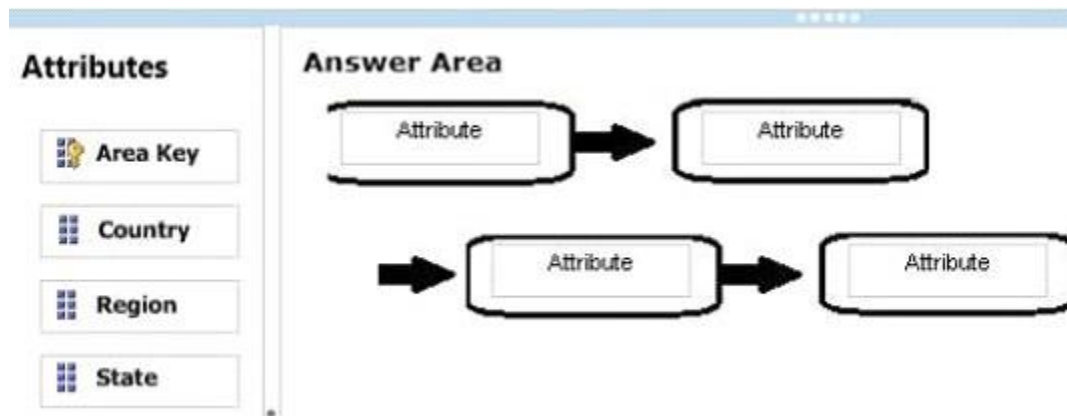 Attributes
Area Key
Country
Region
State
Answer Area
Attribute
Attribute
Attribute
Attribute